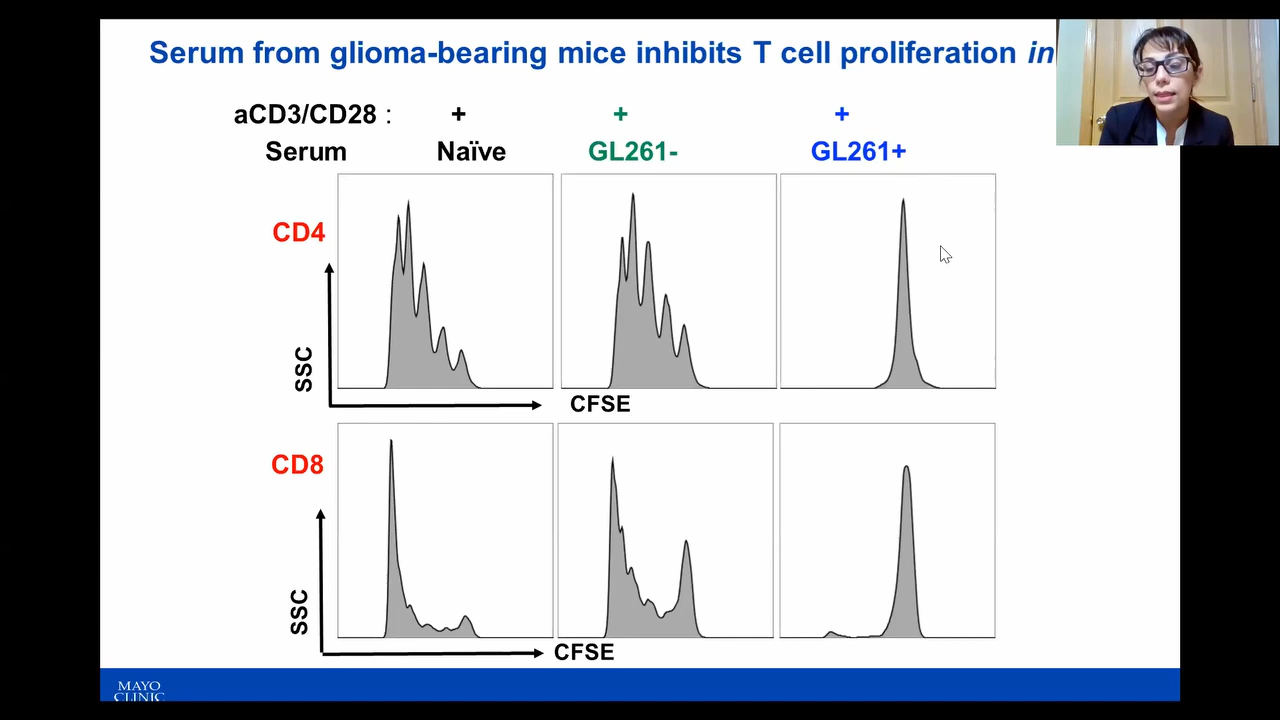 Serum from glioma-bearing mice inhibits T cell proliferation in
aCD3/CD28 : + + +
Serum Naïve GL261- GL261+
CD4
SSC
CFSE
CD8
SSC
CFSE
MAYO
CLINIC